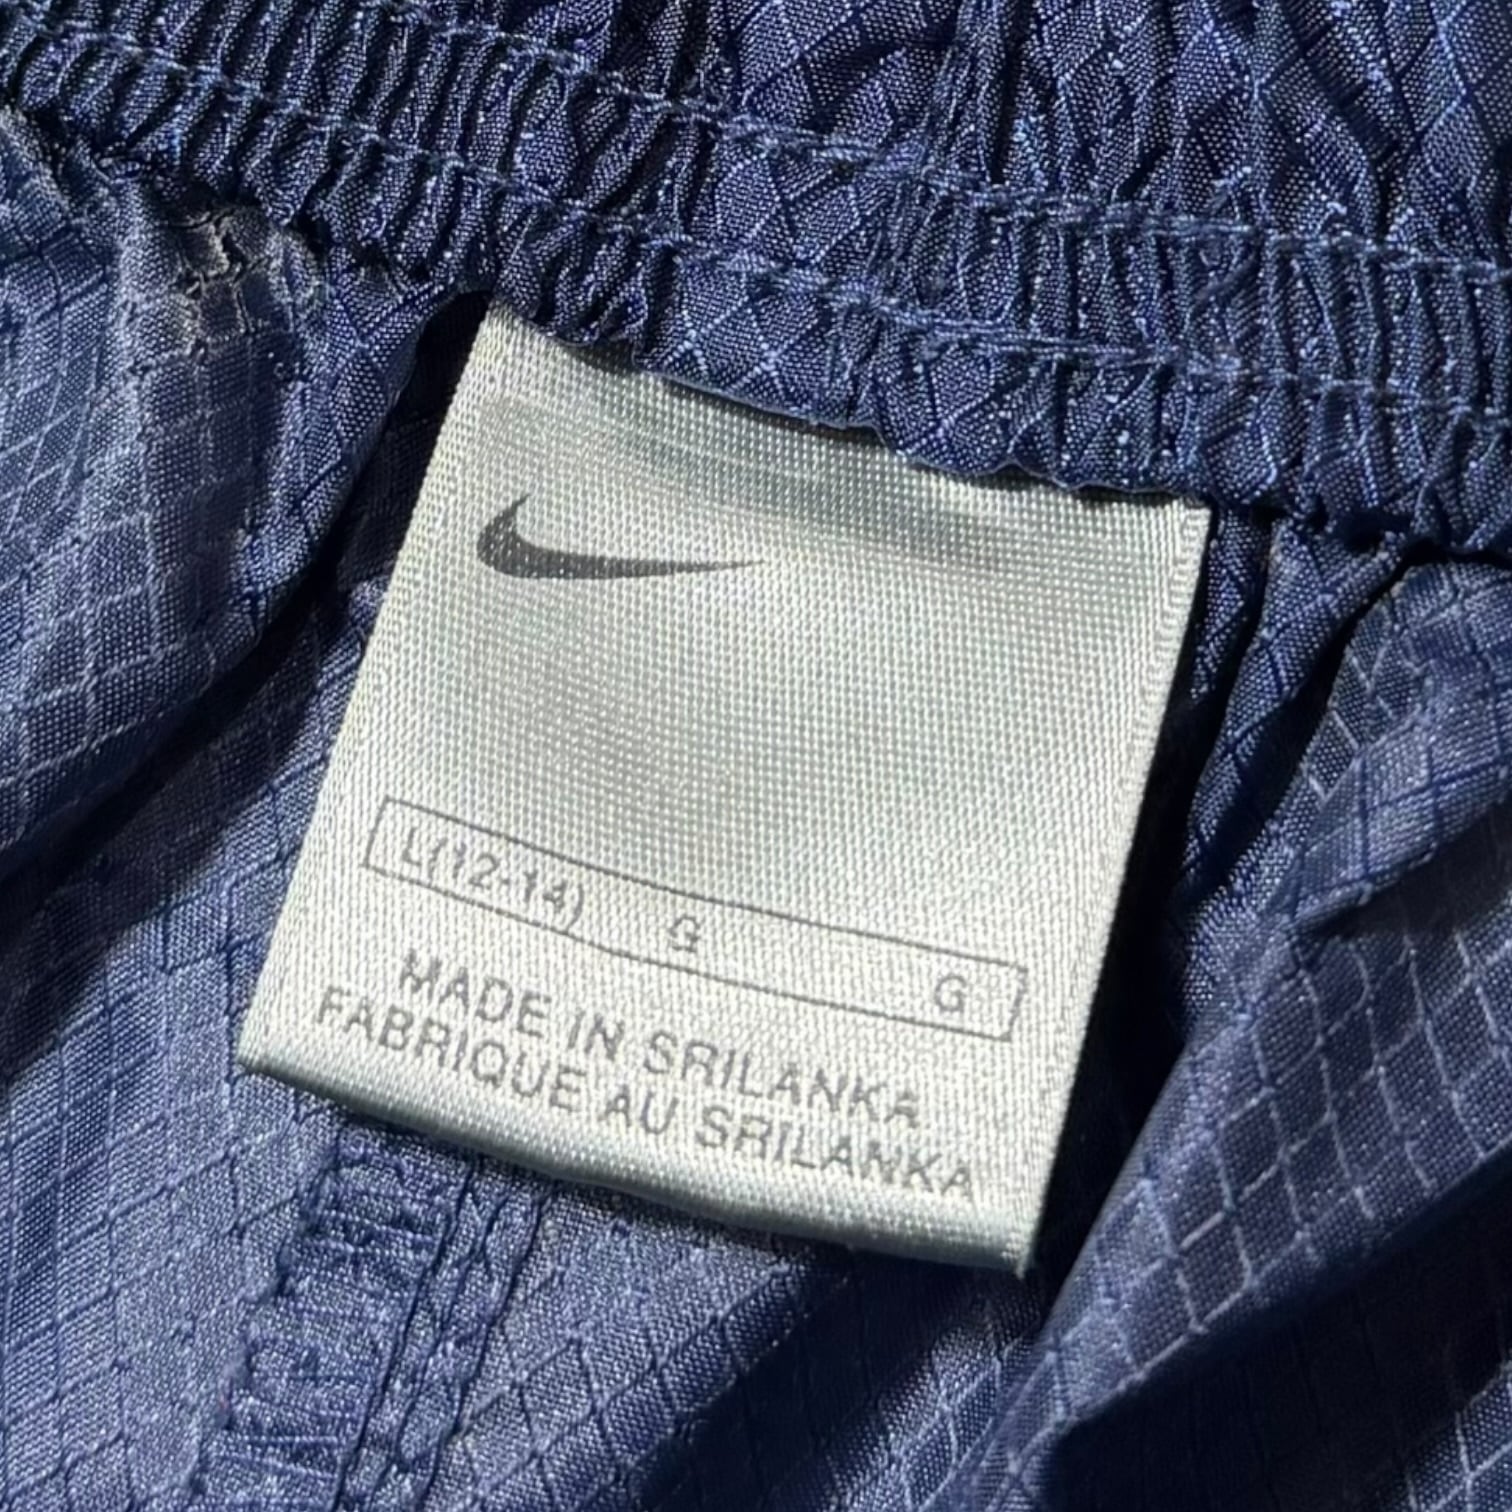 L(12-14) G G
MADE IN SRILANKA
FABRIQUE AU SRILANKA